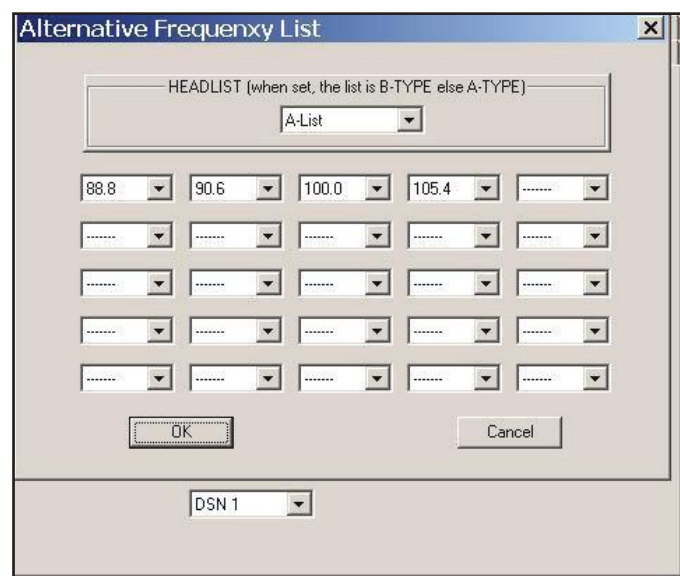 Alternative Frequenxy List
HEADLIST (when set, the list is B-TYPE else A-TYPE)
A-List
88.8 90.6 100.0 105.4 -------
------- ------- ------- ------- -------
------- ------- ------- ------- -------
------- ------- ------- ------- -------
------- ------- ------- ------- -------
OK Cancel
DSN 1